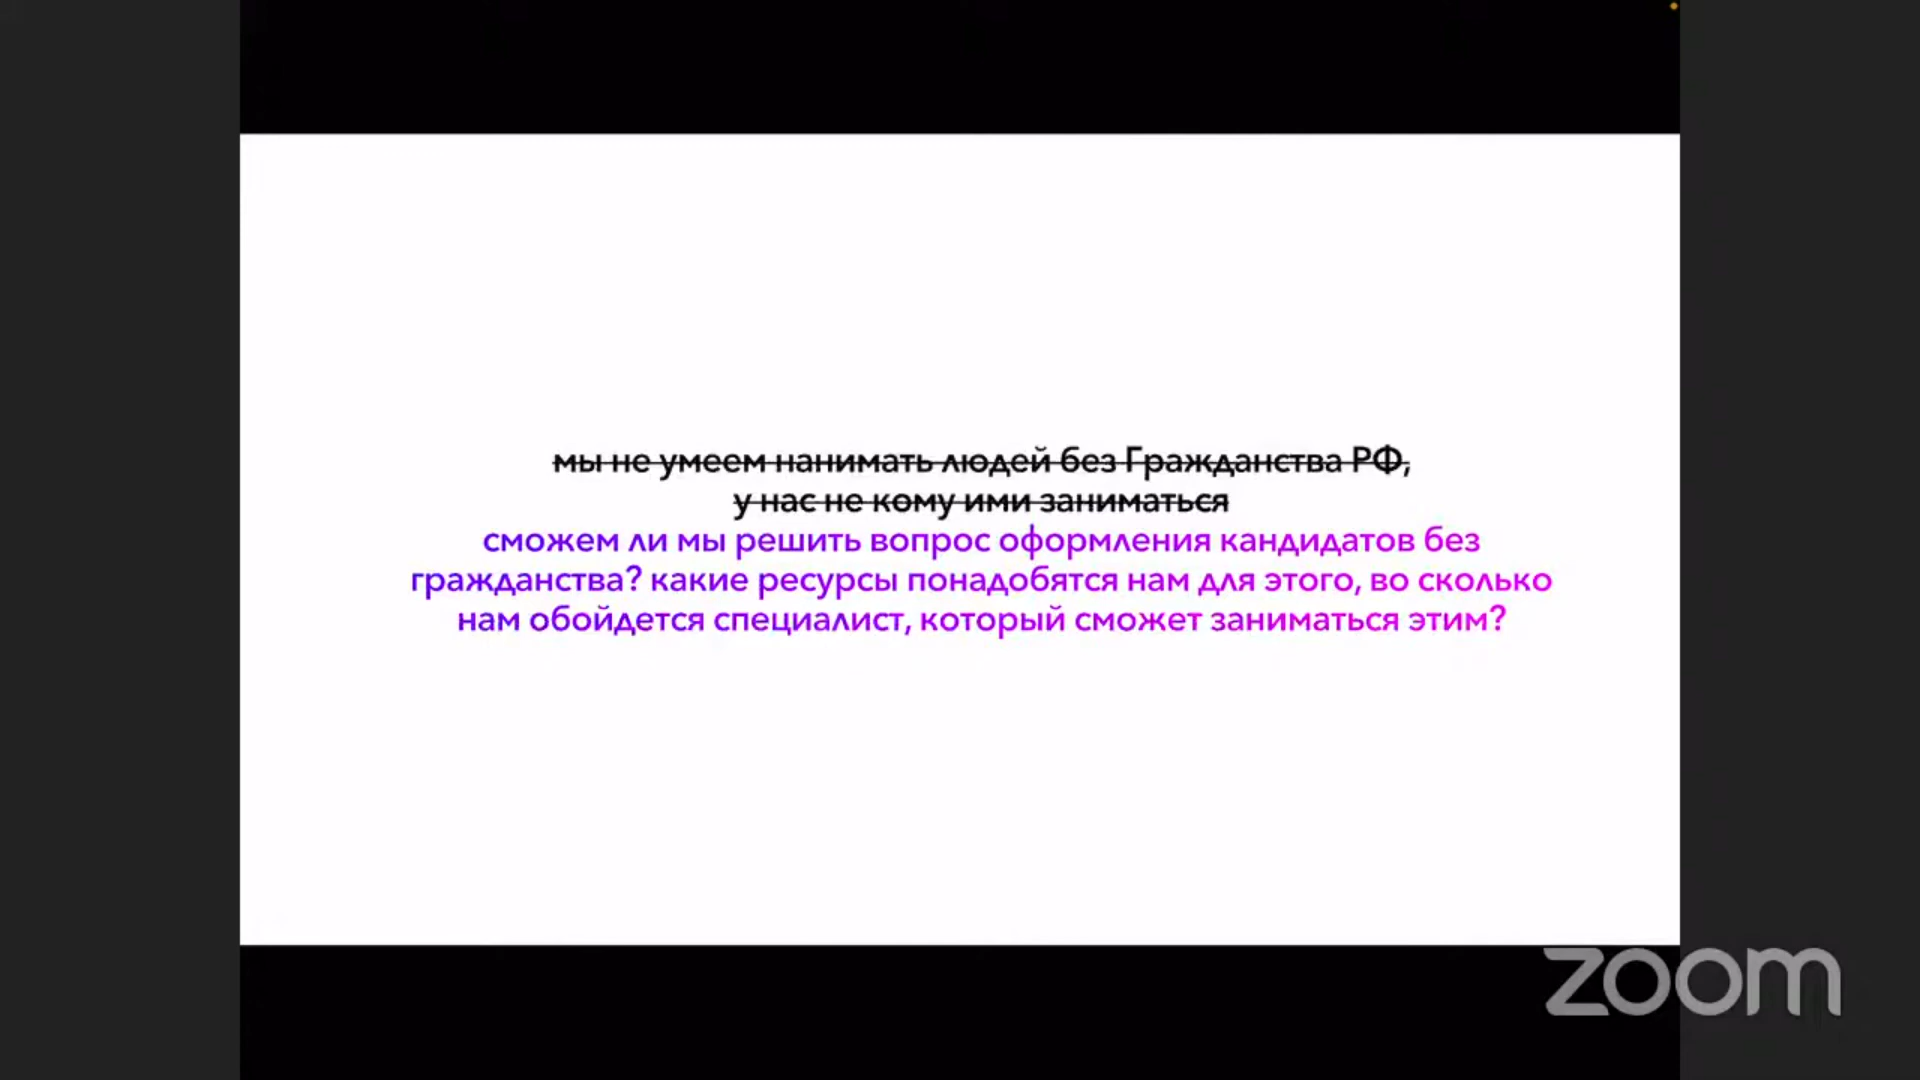 мы не умеем нанимать людей без Гражданства РФ,
у нас не кому ими заниматься
сможем ли мы решить вопрос оформления кандидатов без
гражданства? какие ресурсы понадобятся нам для этого, во сколько
нам обойдется специалист, который сможет заниматься этим?
zoom